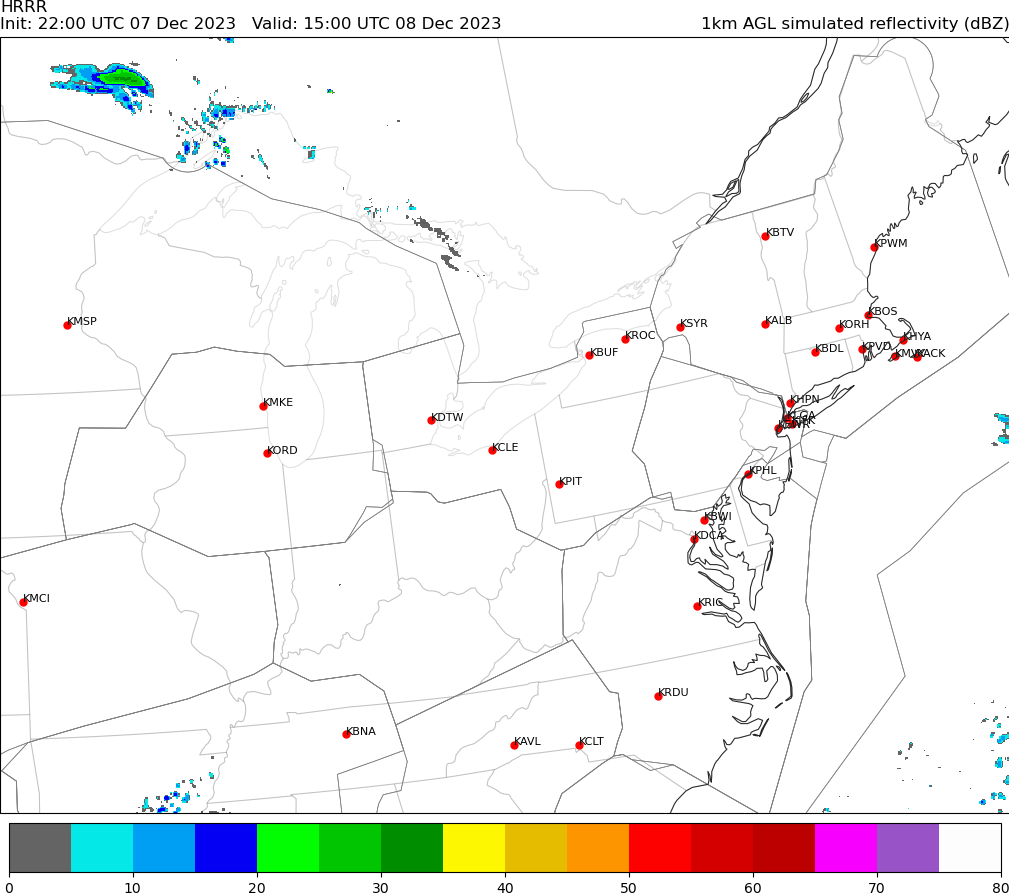 HRRR
Init: 22:00 UTC 07 Dec 2023   Valid: 15:00 UTC 08 Dec 2023   1km AGL simulated reflectivity (dBZ)
KBTV
KPWM
KBOS
KMSP
KSYR
KALB
KORH
KROC
KHYA
KBUF
KBDL
KPVD
KACK
KMKE
KHPN
KDTW
KLGA
KORD
KCLE
KPHL
KPIT
KBWI
KDCA
KMCI
KRIC
KRDU
KBNA
KAVL
KCLT
0 10 20 30 40 50 60 70 80